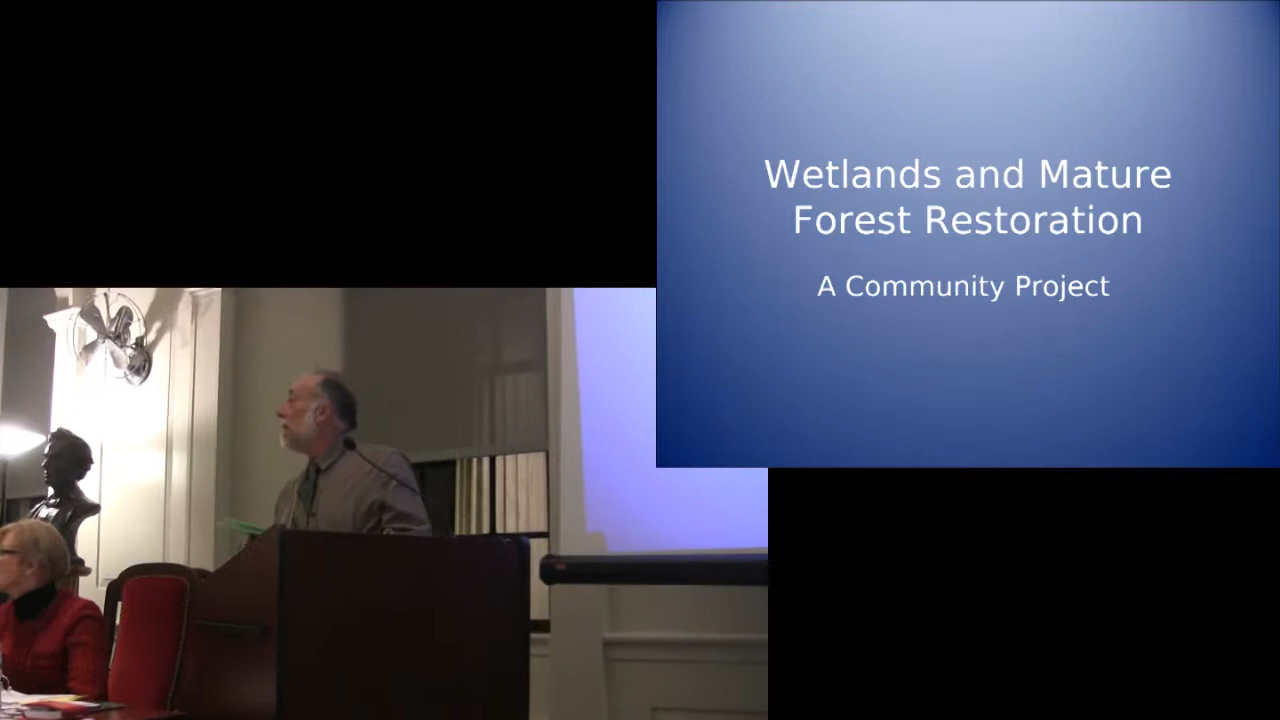 Wetlands and Mature
Forest Restoration
A Community Project